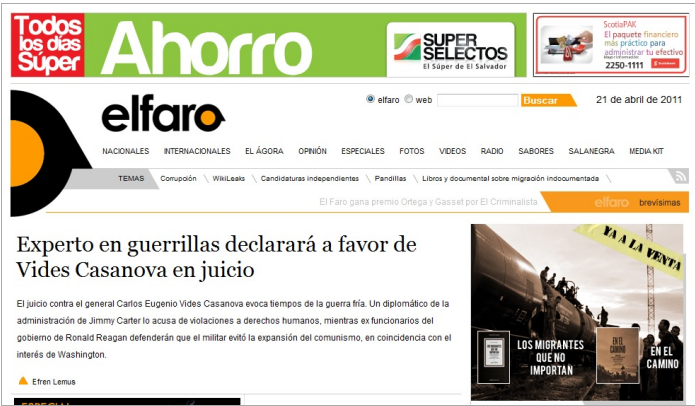 Todos
los días
Súper
Ahorro
SUPER
SELECTOS
El Súper de El Salvador
ScotiaPAK
El paquete financiero
más práctico para
administrar tu efectivo
2250-1111
Scotiabank
elfaro
elfaro web Buscar
21 de abril de 2011
NACIONALES INTERNACIONALES EL ÁGORA OPINIÓN ESPECIALES FOTOS VIDEOS RADIO SABORES SALANEGRA MEDIA KIT
TEMAS Corrupción \ WikiLeaks \ Candidaturas independientes \ Pandillas \ Libros y documental sobre migración indocumentada \
El Faro gana premio Ortega y Gasset por El Criminalista
elfaro brevísimas
Experto en guerrillas declarará a favor de
Vides Casanova en juicio
El juicio contra el general Carlos Eugenio Vides Casanova evoca tiempos de la guerra fría. Un diplomático de la
administración de Jimmy Carter lo acusa de violaciones a derechos humanos, mientras ex funcionarios del
gobierno de Ronald Reagan defenderán que el militar evitó la expansión del comunismo, en coincidencia con el
interés de Washington.
Efren Lemus
YA A LA VENTA
LOS MIGRANTES
QUE NO
IMPORTAN
EN EL
CAMINO
EN EL
CAMINO
ESPECIAL